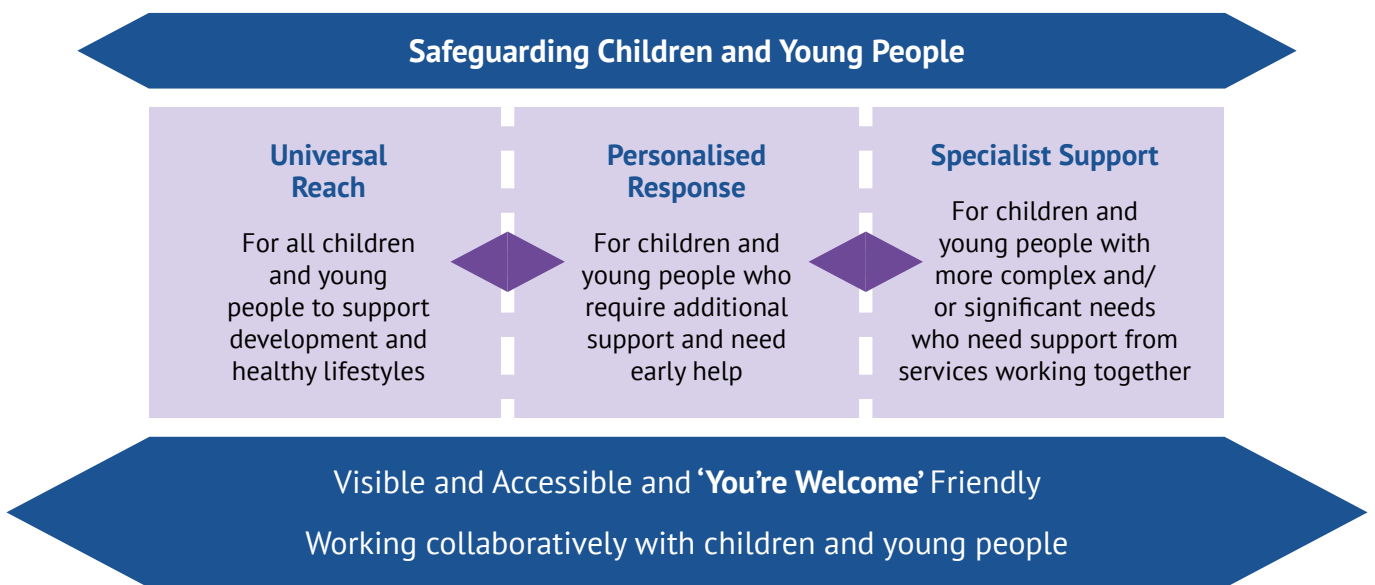 Safeguarding Children and Young People
Universal
Reach
For all children
and young
people to support
development and
healthy lifestyles
Personalised
Response
For children and
young people who
require additional
support and need
early help
Specialist Support
For children and
young people with
more complex and/
or significant needs
who need support from
services working together
Visible and Accessible and ‘You’re Welcome’ Friendly
Working collaboratively with children and young people